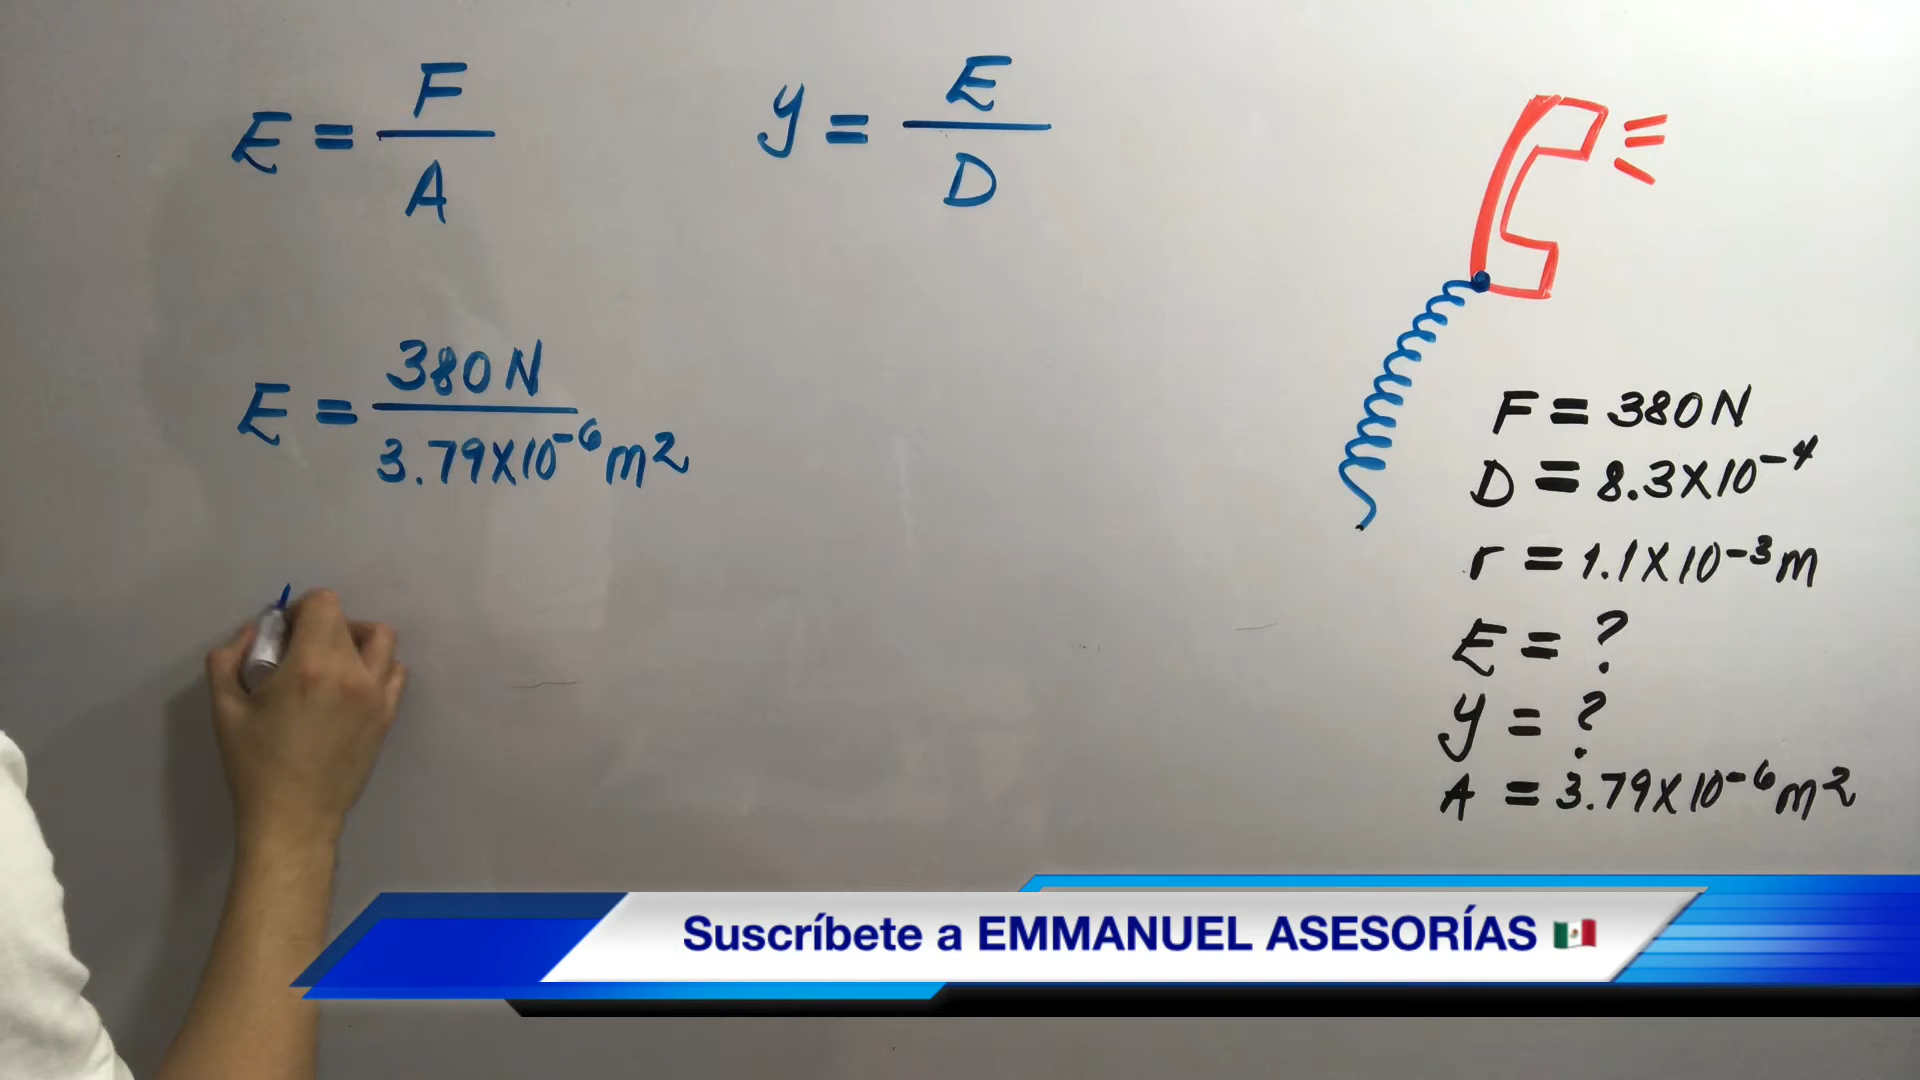 E = F / A
y = E / D
E = 380 N / 3.79X10⁻⁶ m²
F = 380 N
D = 8.3X10⁻⁴
r = 1.1X10⁻³ m
E = ?
y = ?
A = 3.79X10⁻⁶ m²
Suscríbete a EMMANUEL ASESORÍAS 🇲🇽